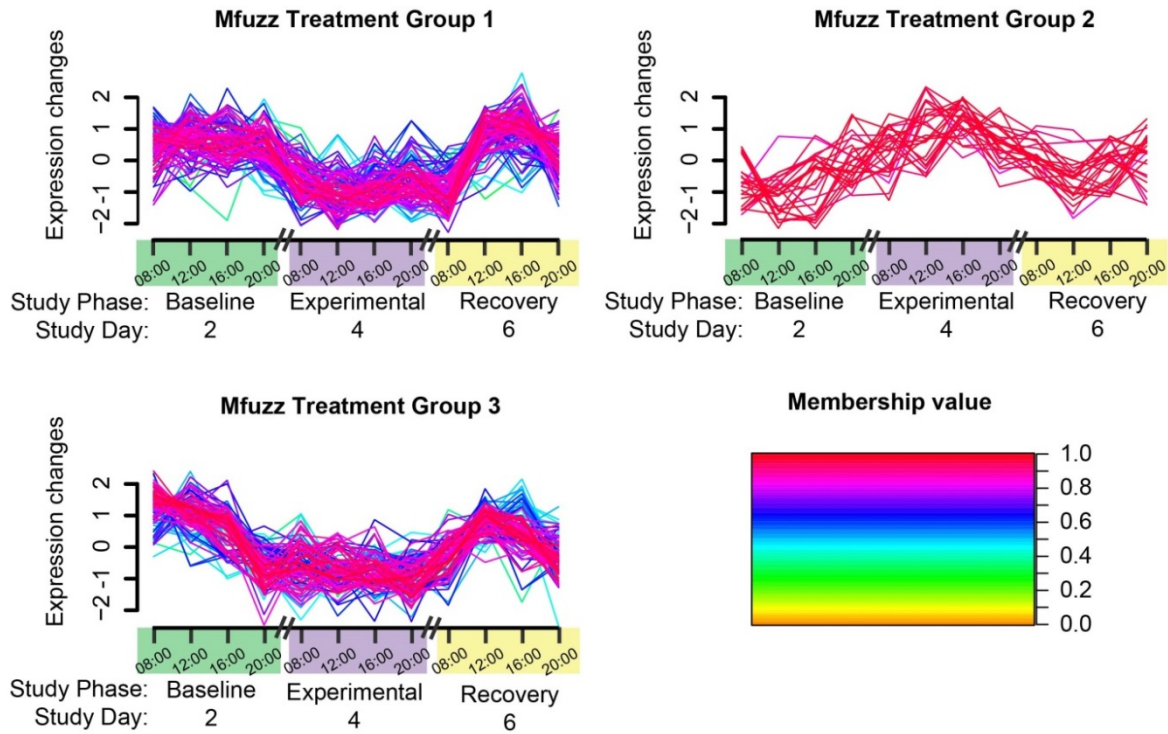 Mfuzz Treatment Group 1
Expression changes
2
1
0
-1
-2
08:00 12:00 16:00 20:00 08:00 12:00 16:00 20:00 08:00 12:00 16:00 20:00
Study Phase: Baseline Experimental Recovery
Study Day: 2 4 6
Mfuzz Treatment Group 2
Expression changes
2
1
0
-1
-2
08:00 12:00 16:00 20:00 08:00 12:00 16:00 20:00 08:00 12:00 16:00 20:00
Study Phase: Baseline Experimental Recovery
Study Day: 2 4 6
Mfuzz Treatment Group 3
Expression changes
2
1
0
-1
-2
08:00 12:00 16:00 20:00 08:00 12:00 16:00 20:00 08:00 12:00 16:00 20:00
Study Phase: Baseline Experimental Recovery
Study Day: 2 4 6
Membership value
1.0
0.8
0.6
0.4
0.2
0.0